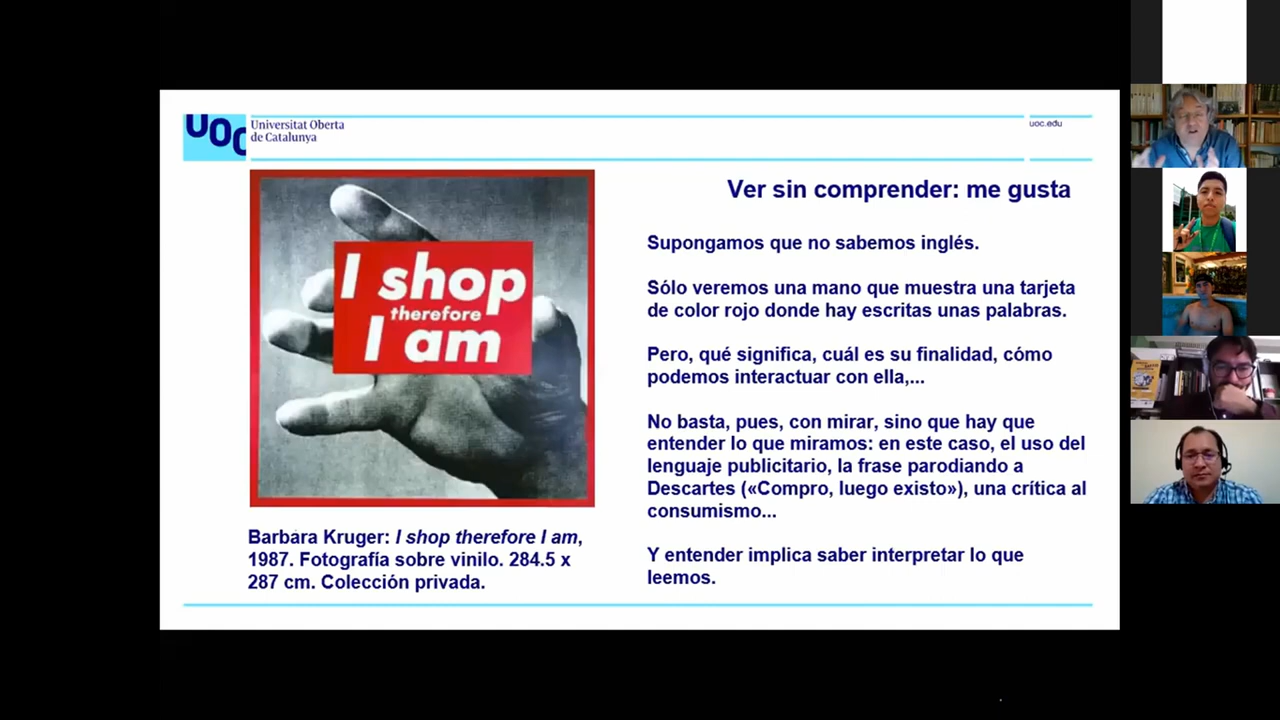 UOC
Universitat Oberta
de Catalunya
uoc.edu
I shop
therefore
I am
Barbara Kruger: I shop therefore I am,
1987. Fotografía sobre vinilo. 284.5 x
287 cm. Colección privada.
Ver sin comprender: me gusta
Supongamos que no sabemos inglés.
Sólo veremos una mano que muestra una tarjeta
de color rojo donde hay escritas unas palabras.
Pero, qué significa, cuál es su finalidad, cómo
podemos interactuar con ella,...
No basta, pues, con mirar, sino que hay que
entender lo que miramos: en este caso, el uso del
lenguaje publicitario, la frase parodiando a
Descartes («Compro, luego existo»), una crítica al
consumismo...
Y entender implica saber interpretar lo que
leemos.